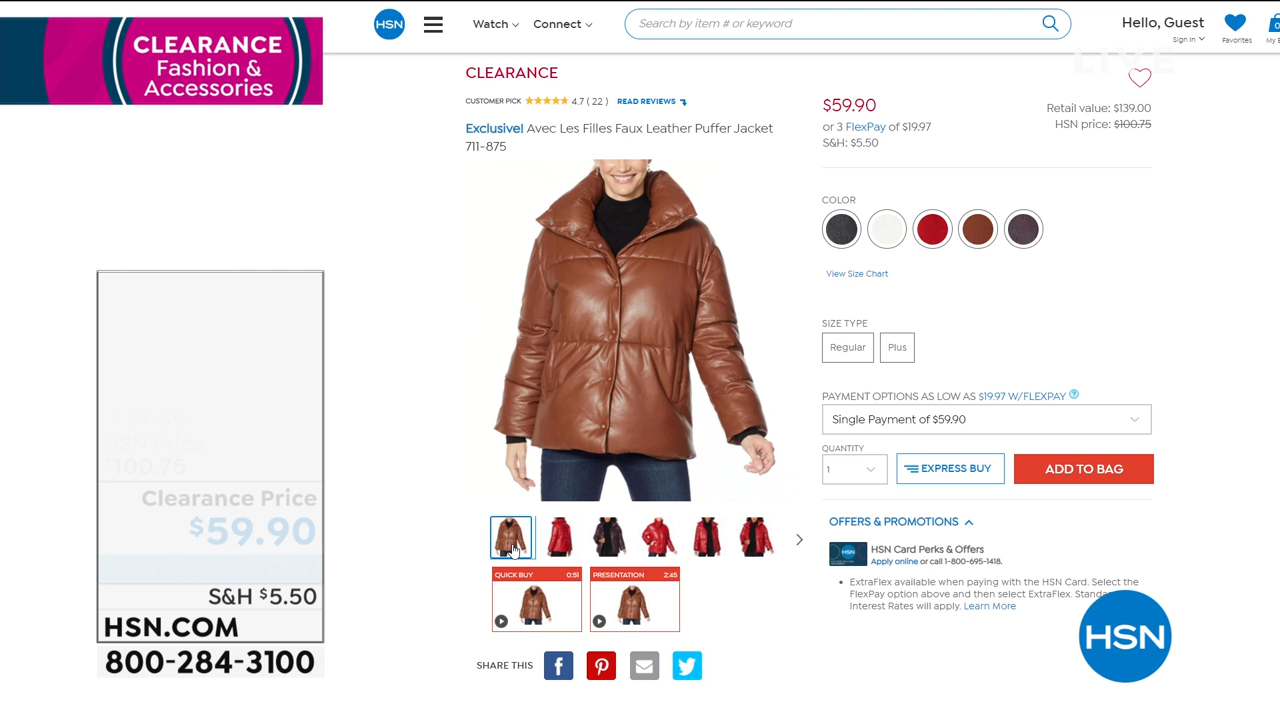 CLEARANCE
Fashion &
Accessories
HSN
Watch
Connect
Search by item # or keyword
Hello, Guest
Sign In
Favorites
LIVE
CLEARANCE
CUSTOMER PICK 4.7 ( 22 ) READ REVIEWS
Exclusive! Avec Les Filles Faux Leather Puffer Jacket
711-875
$59.90
or 3 FlexPay of $19.97
S&H: $5.50
Retail value: $139.00
HSN price: $100.75
COLOR
View Size Chart
SIZE TYPE
Regular
Plus
PAYMENT OPTIONS AS LOW AS $19.97 W/FLEXPAY ?
Single Payment of $59.90
QUANTITY
1
EXPRESS BUY
ADD TO BAG
OFFERS & PROMOTIONS
HSN
HSN Card Perks & Offers
Apply online or call 1-800-695-1418.
• ExtraFlex available when paying with the HSN Card. Select the
FlexPay option above and then select ExtraFlex.
Interest Rates will apply. Learn More
QUICK BUY 0:51
PRESENTATION 2:45
SHARE THIS
HSN Price
$100.75
Clearance Price
$59.90
S&H $5.50
HSN.COM
800-284-3100
HSN